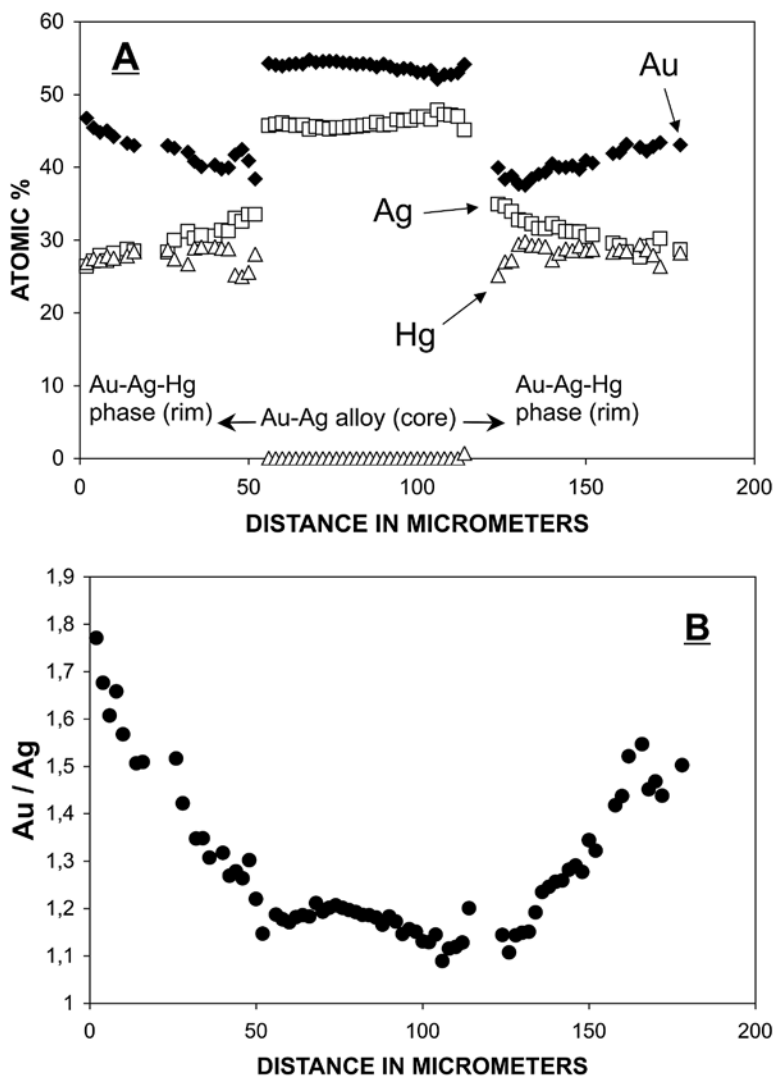 60
50
40
30
20
10
0
ATOMIC %
A
Au
Ag
Hg
Au-Ag-Hg
phase (rim)
Au-Ag alloy (core)
Au-Ag-Hg
phase (rim)
0 50 100 150 200
DISTANCE IN MICROMETERS
1,9
1,8
1,7
1,6
1,5
1,4
1,3
1,2
1,1
1
Au / Ag
B
0 50 100 150 200
DISTANCE IN MICROMETERS